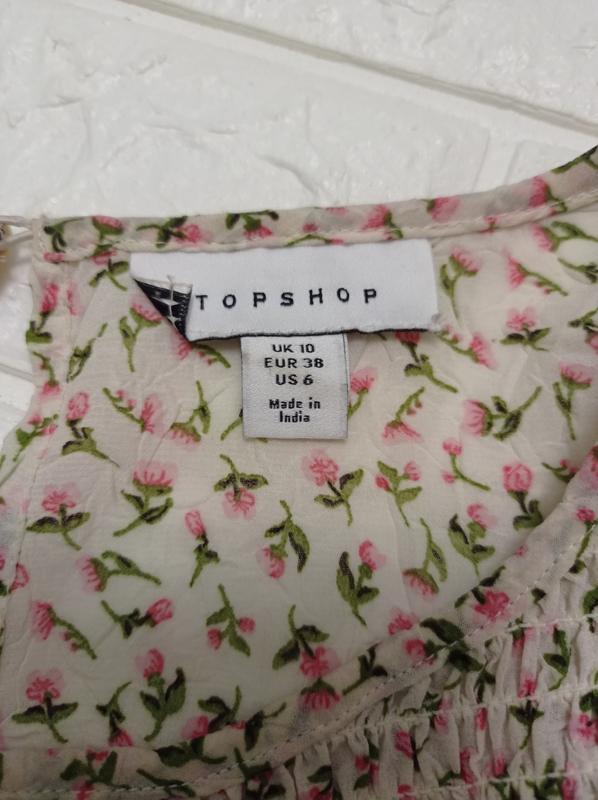 TOPSHOP
UK 10
EUR 38
US 6
Made in
India